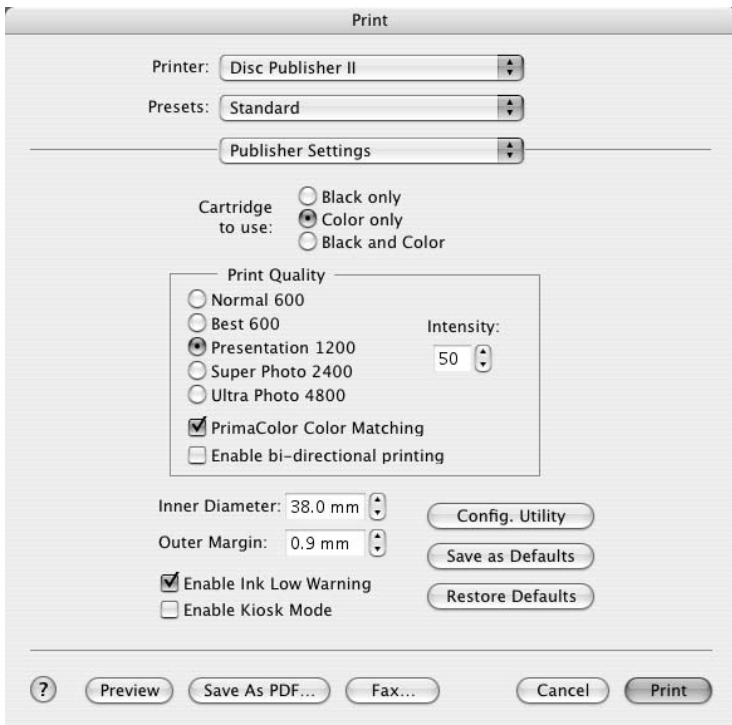 Print
Printer: Disc Publisher II
Presets: Standard
Publisher Settings
Cartridge to use:
Black only
Color only
Black and Color
Print Quality
Normal 600
Best 600
Presentation 1200
Super Photo 2400
Ultra Photo 4800
Intensity:
50
PrimaColor Color Matching
Enable bi-directional printing
Inner Diameter: 38.0 mm
Outer Margin: 0.9 mm
Enable Ink Low Warning
Enable Kiosk Mode
Config. Utility
Save as Defaults
Restore Defaults
? Preview Save As PDF... Fax... Cancel Print